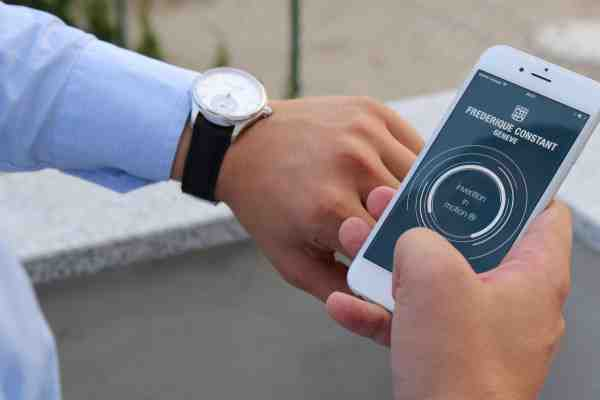 FREDERIQUE CONSTANT
GENEVE
invention
in
motion ®